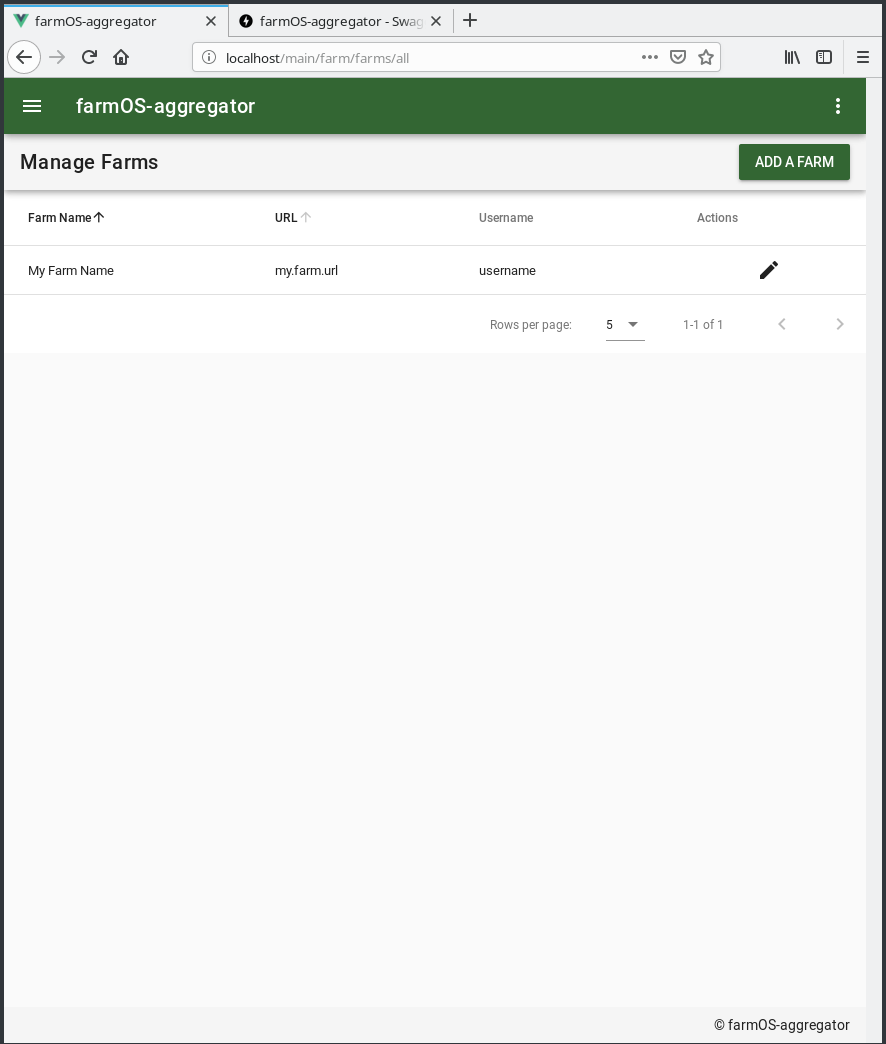 farmOS-aggregator
farmOS-aggregator - Swag
localhost/main/farm/farms/all
farmOS-aggregator
Manage Farms
ADD A FARM
Farm Name URL Username Actions
My Farm Name my.farm.url username
Rows per page: 5 1-1 of 1
© farmOS-aggregator